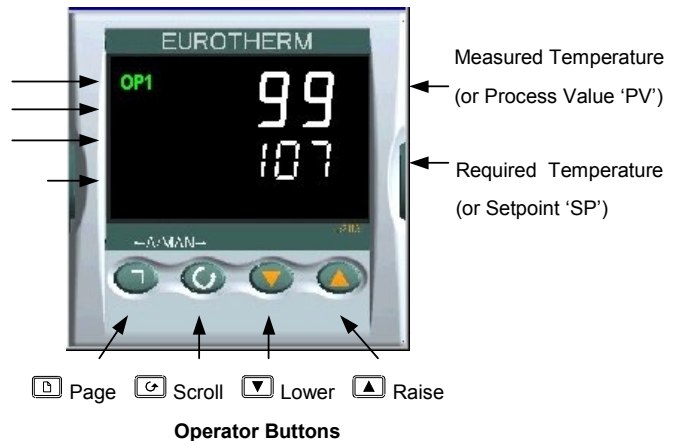 EUROTHERM
OP1
99
107
←A/MAN→
Measured Temperature
(or Process Value ‘PV’)
Required Temperature
(or Setpoint ‘SP’)
Page Scroll Lower Raise
Operator Buttons